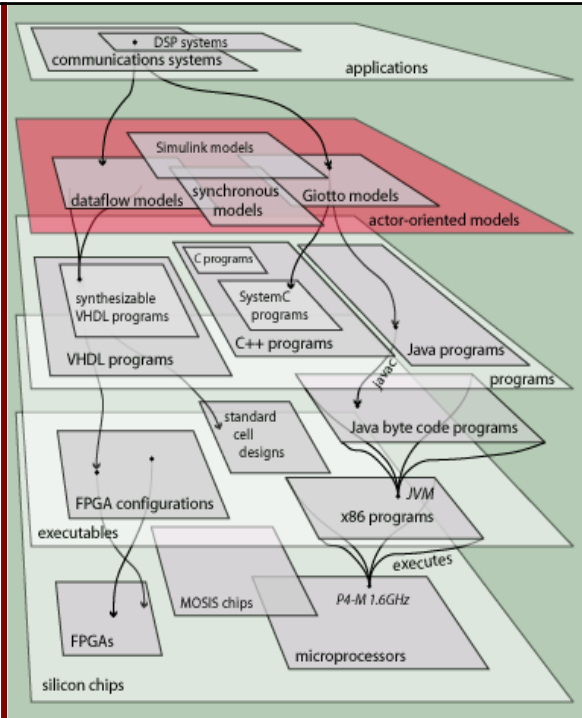 DSP systems
communications systems
applications
Simulink models
dataflow models
synchronous
models
Giotto models
actor-oriented models
C programs
synthesizable
VHDL programs
SystemC
programs
C++ programs
VHDL programs
Java programs
javac
programs
standard
cell
designs
Java byte code programs
FPGA configurations
JVM
x86 programs
executables
executes
MOSIS chips
P4-M 1.6GHz
FPGAs
microprocessors
silicon chips